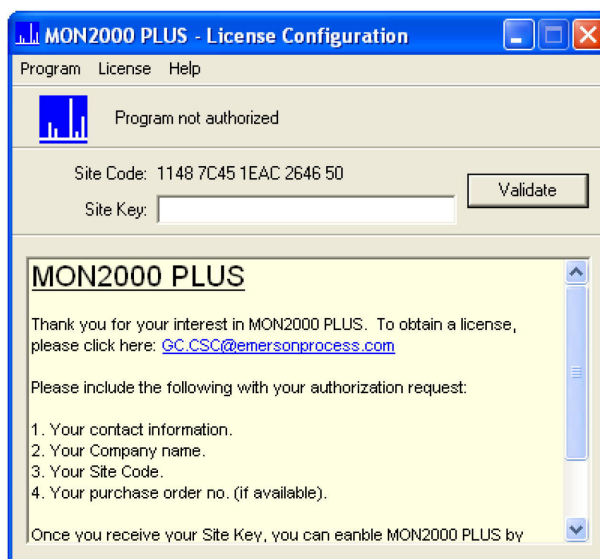 MON2000 PLUS - License Configuration
Program License Help
Program not authorized
Site Code: 1148 7C45 1EAC 2646 50
Validate
Site Key:
MON2000 PLUS
Thank you for your interest in MON2000 PLUS. To obtain a license,
please click here: GC.CSC@emersonprocess.com
Please include the following with your authorization request:
1. Your contact information.
2. Your Company name.
3. Your Site Code.
4. Your purchase order no. (if available).
Once you receive your Site Key, you can eanble MON2000 PLUS by